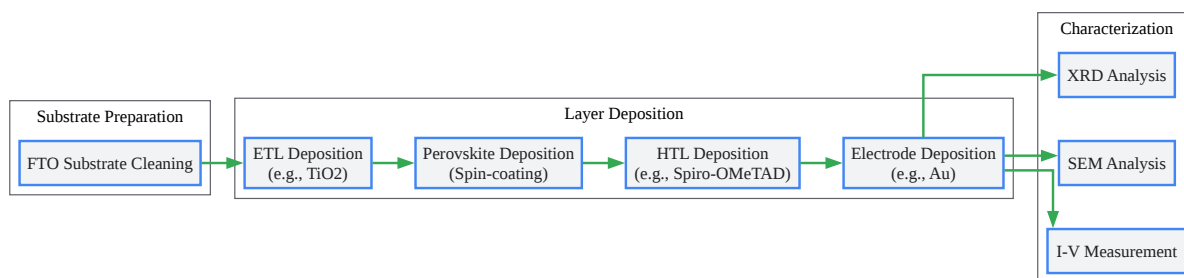 Substrate Preparation
FTO Substrate Cleaning
Layer Deposition
ETL Deposition
(e.g., TiO2)
Perovskite Deposition
(Spin-coating)
HTL Deposition
(e.g., Spiro-OMeTAD)
Electrode Deposition
(e.g., Au)
Characterization
XRD Analysis
SEM Analysis
I-V Measurement